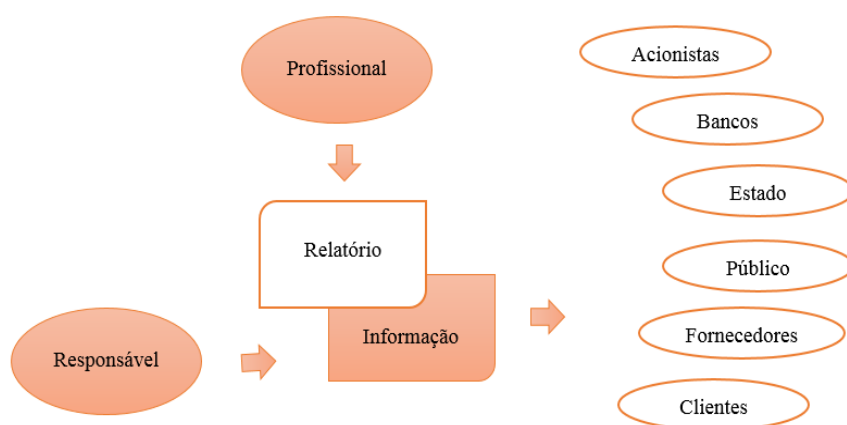 Profissional
Acionistas
Bancos
Estado
Relatório
Público
Informação
Fornecedores
Responsável
Clientes